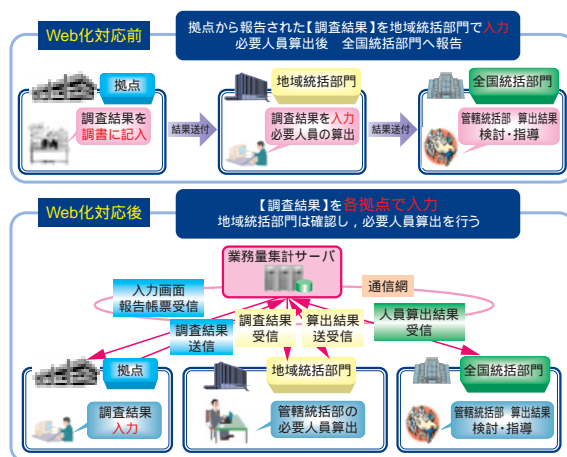 Web化対応前
拠点から報告された【調査結果】を地域統括部門で入力
必要人員算出後　全国統括部門へ報告
拠点
調査結果を
調書に記入
結果送付
地域統括部門
調査結果を入力
必要人員の算出
結果送付
全国統括部門
管轄統括部 算出結果
検討・指導
Web化対応後
【調査結果】を各拠点で入力
地域統括部門は確認し，必要人員算出を行う
業務量集計サーバ
通信網
入力画面
報告帳票受信
調査結果
送信
調査結果
受信
算出結果
送受信
人員算出結果
受信
拠点
調査結果
入力
地域統括部門
管轄統括部の
必要人員算出
全国統括部門
管轄統括部 算出結果
検討・指導